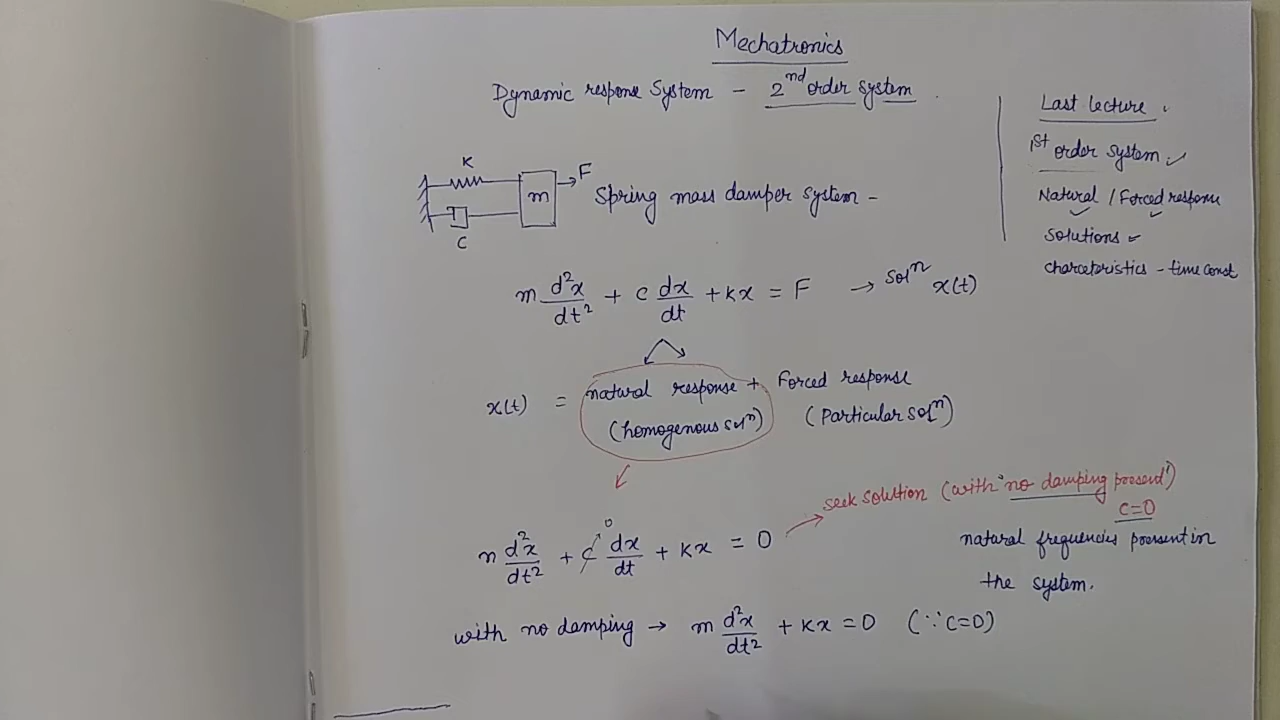 Mechatronics
Dynamic response System - 2nd order system.
Last lecture.
1st order system
Natural / Forced response
solutions
charcteristics - time const
K
m → F
C
Spring mass damper system -
m d²x/dt² + c dx/dt + kx = F → solⁿ x(t)
x(t) = natural response + Forced response
(homogenous solⁿ) (Particular solⁿ)
seek solution (with no damping present)
c=0
m d²x/dt² + c dx/dt + kx = 0
0
natural frequencies present in
the system.
with no damping → m d²x/dt² + kx = 0 (∵ c=0)